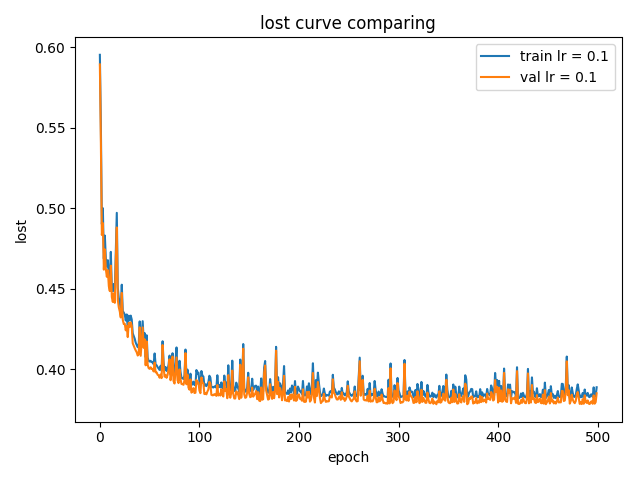 lost curve comparing
train lr = 0.1
val lr = 0.1
0.60
0.55
0.50
0.45
0.40
lost
0
100
200
300
400
500
epoch